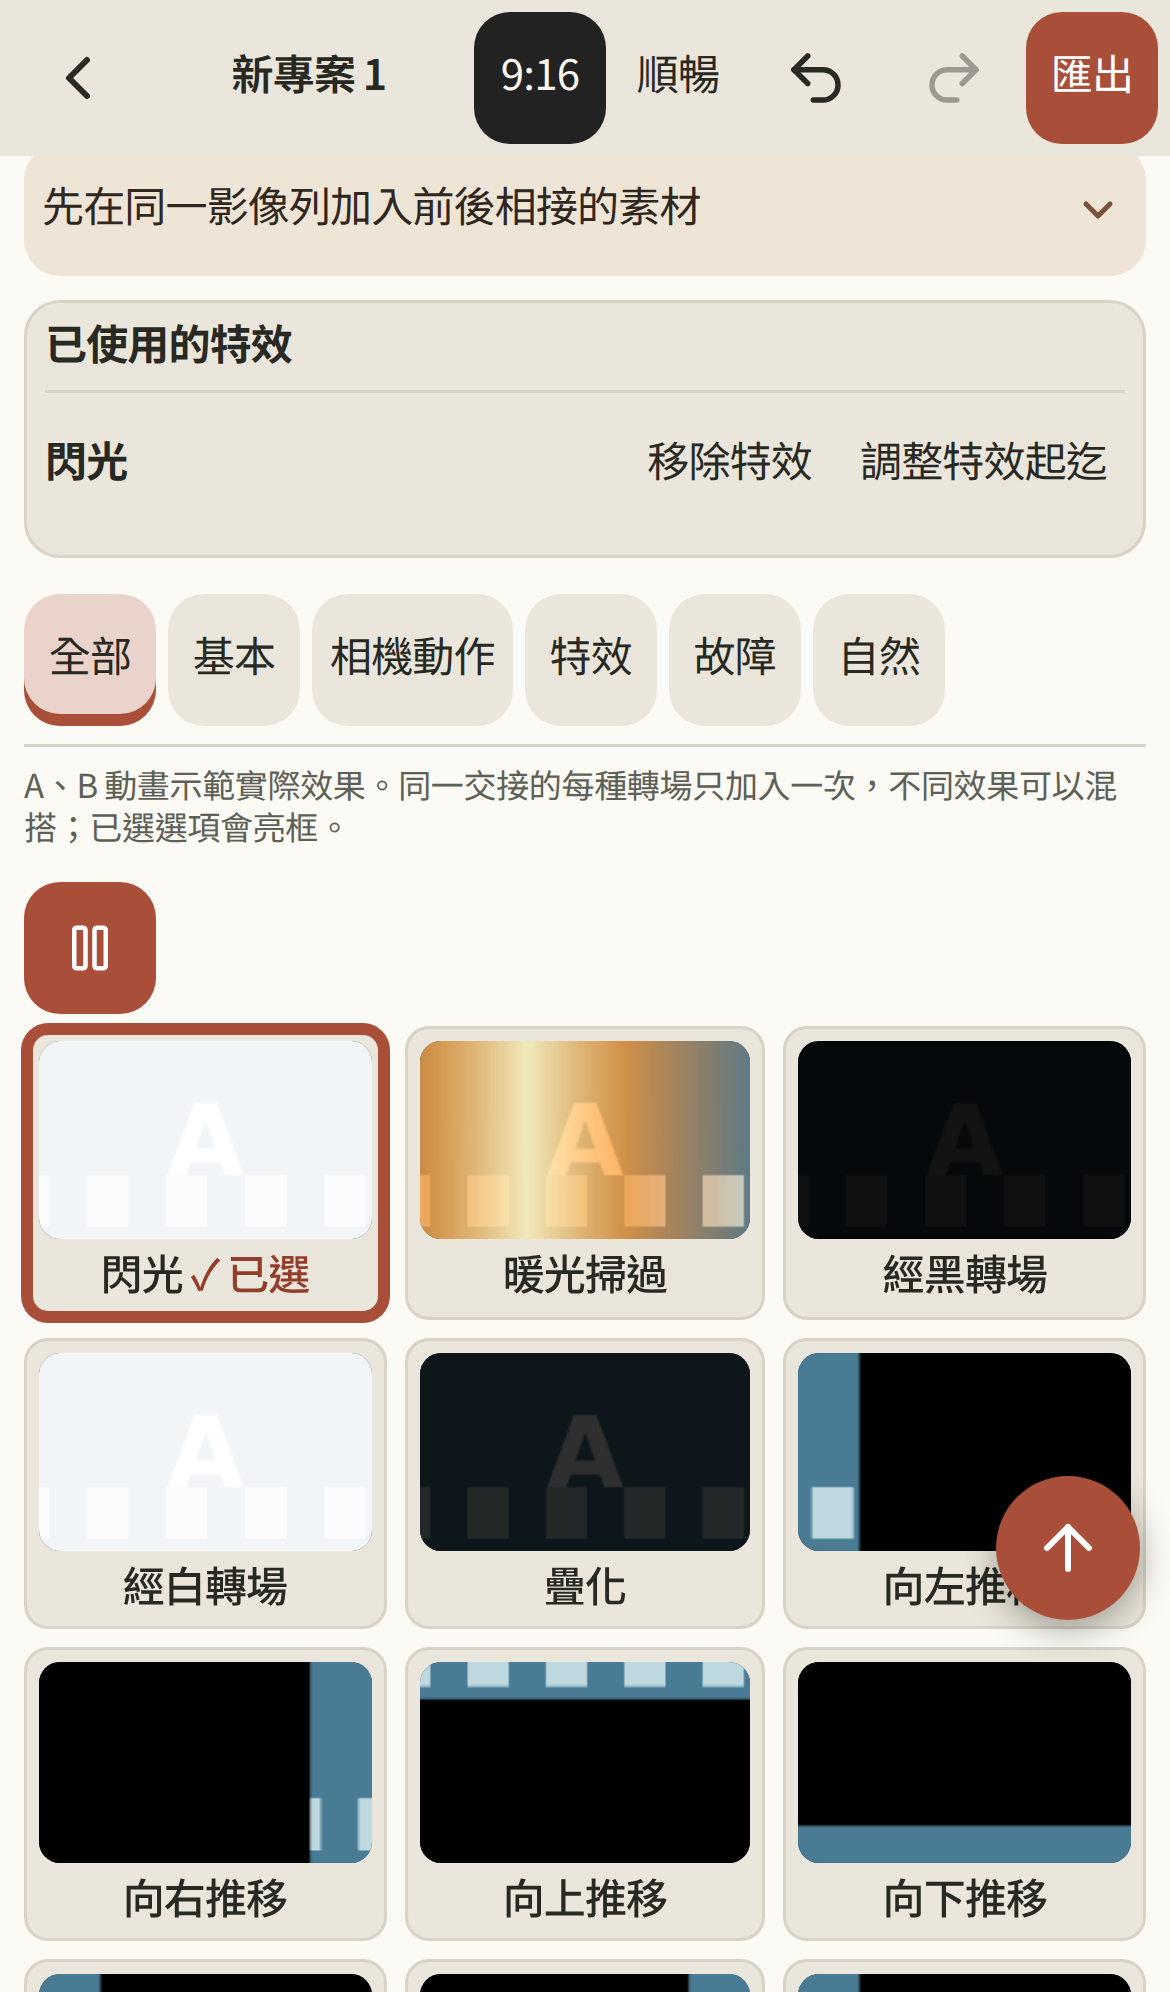 新專案 1
9:16
順暢
匯出
先在同一影像列加入前後相接的素材
已使用的特效
閃光
移除特效
調整特效起迄
全部
基本
相機動作
特效
故障
自然
A、B 動畫示範實際效果。同一交接的每種轉場只加入一次，不同效果可以混
搭；已選選項會亮框。
A
A
A
閃光 ✓ 已選
暖光掃過
經黑轉場
A
A
經白轉場
疊化
向左推
向右推移
向上推移
向下推移